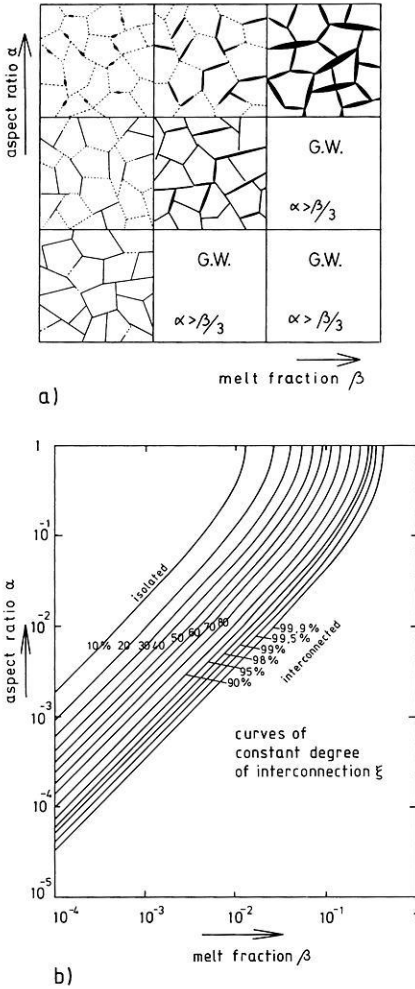 aspect ratio α
G.W.
α>β/3
G.W.
α>β/3
G.W.
α>β/3
melt fraction β
a)
1
10⁻¹
10⁻²
10⁻³
10⁻⁴
10⁻⁵
aspect ratio α
isolated
10% 20 30 40 50 60 70 80
99.9%
99.5%
99%
98%
95%
90%
interconnected
curves of
constant degree
of interconnection ξ
10⁻⁴ 10⁻³ 10⁻² 10⁻¹ 1
melt fraction β
b)